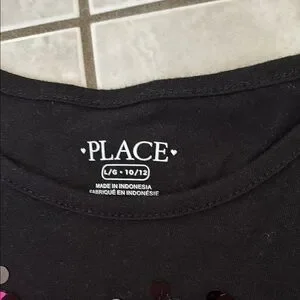 ♥PLACE♥
L/G • 10/12
MADE IN INDONESIA
FABRIQUÉ EN INDONÉSIE